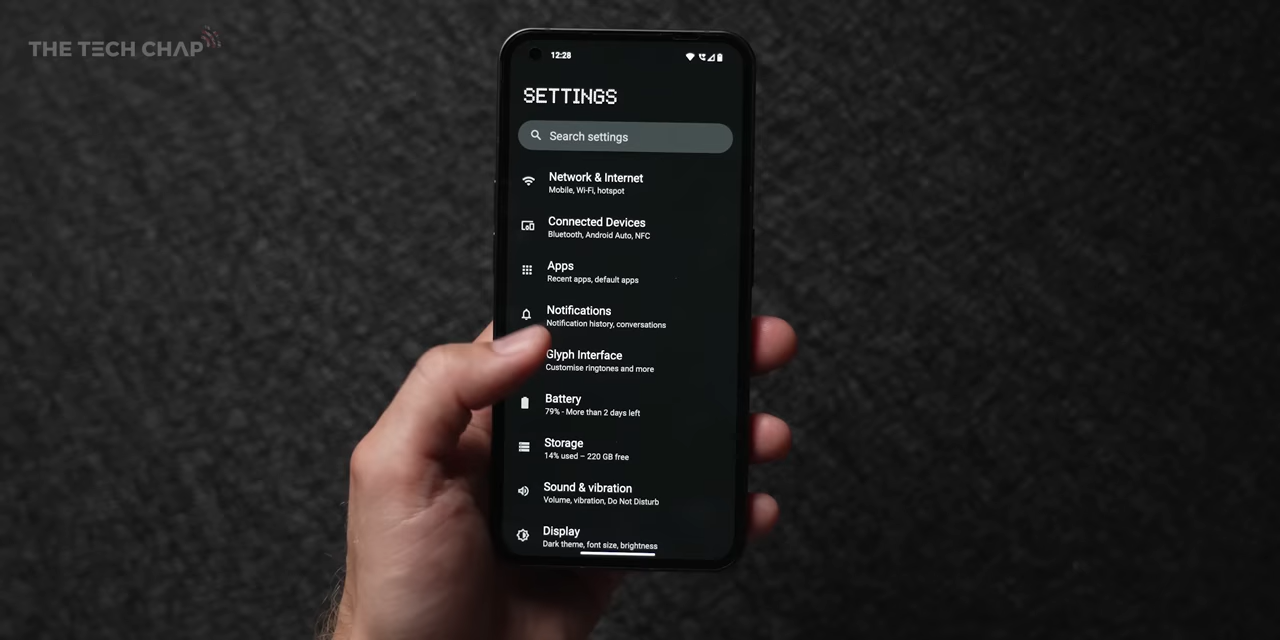 THE TECH CHAP
12:28
SETTINGS
Search settings
Network & Internet
Mobile, Wi-Fi, hotspot
Connected Devices
Bluetooth, Android Auto, NFC
Apps
Recent apps, default apps
Notifications
Notification history, conversations
Glyph Interface
Customise ringtones and more
Battery
79% - More than 2 days left
Storage
14% used – 220 GB free
Sound & vibration
Volume, vibration, Do Not Disturb
Display
Dark theme, font size, brightness